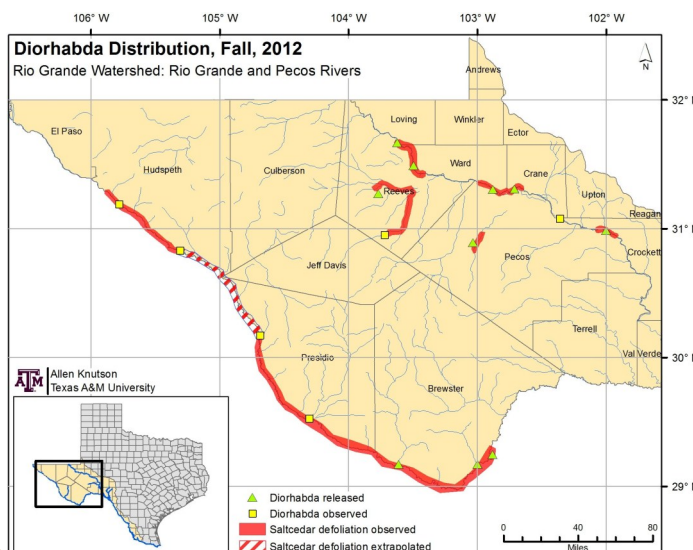 106° W 105° W 104° W 103° W 102° W
Diorhabda Distribution, Fall, 2012
Rio Grande Watershed: Rio Grande and Pecos Rivers
N
Andrews
32°
Loving Winkler
Ector
El Paso
Hudspeth
Culberson
Ward
Crane
Reeves
Upton
Reagan
31°
Crockett
Jeff Davis
Pecos
Terrell
Val Verde
30°
Presidio
Brewster
ATM
Allen Knutson
Texas A&M University
29°
Diorhabda released
Diorhabda observed
Saltcedar defoliation observed
Saltcedar defoliation extrapolated
0 40 80
Miles